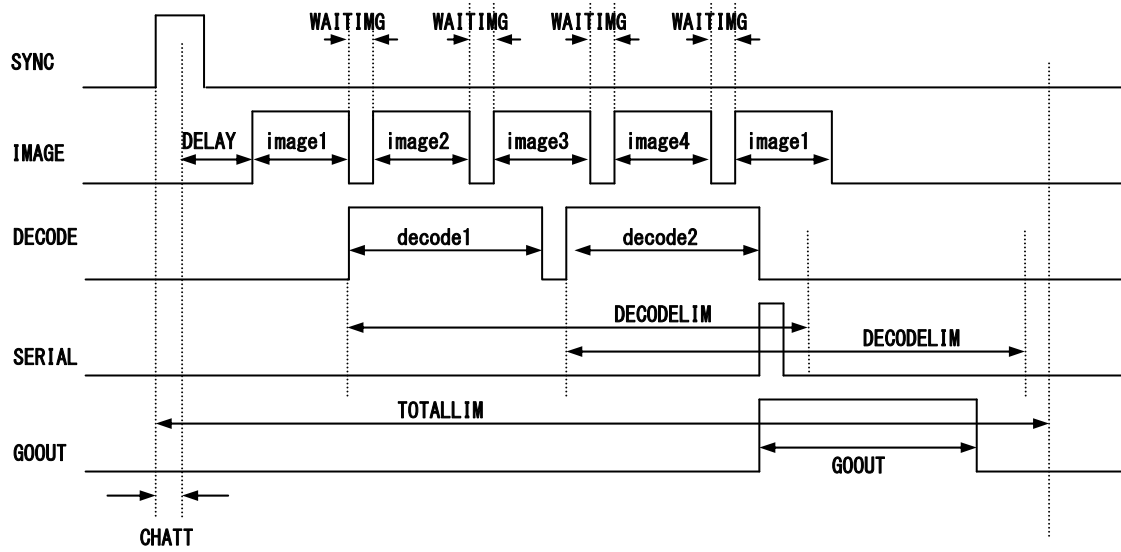 WAITIMG WAITIMG WAITIMG WAITIMG
SYNC
DELAY image1 image2 image3 image4 image1
IMAGE
DECODE
decode1 decode2
DECODELIM
DECODELIM
SERIAL
TOTALLIM
GOOUT
GOOUT
CHATT